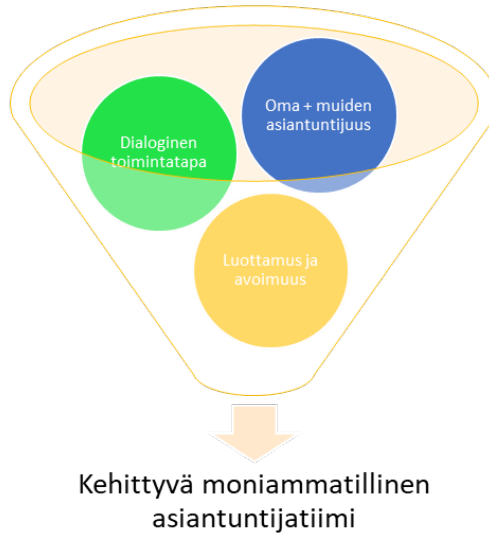 Oma + muiden
asiantuntijuus
Dialoginen
toimintatapa
Luottamus ja
avoimuus
Kehittyvä moniammatillinen
asiantuntijatiimi